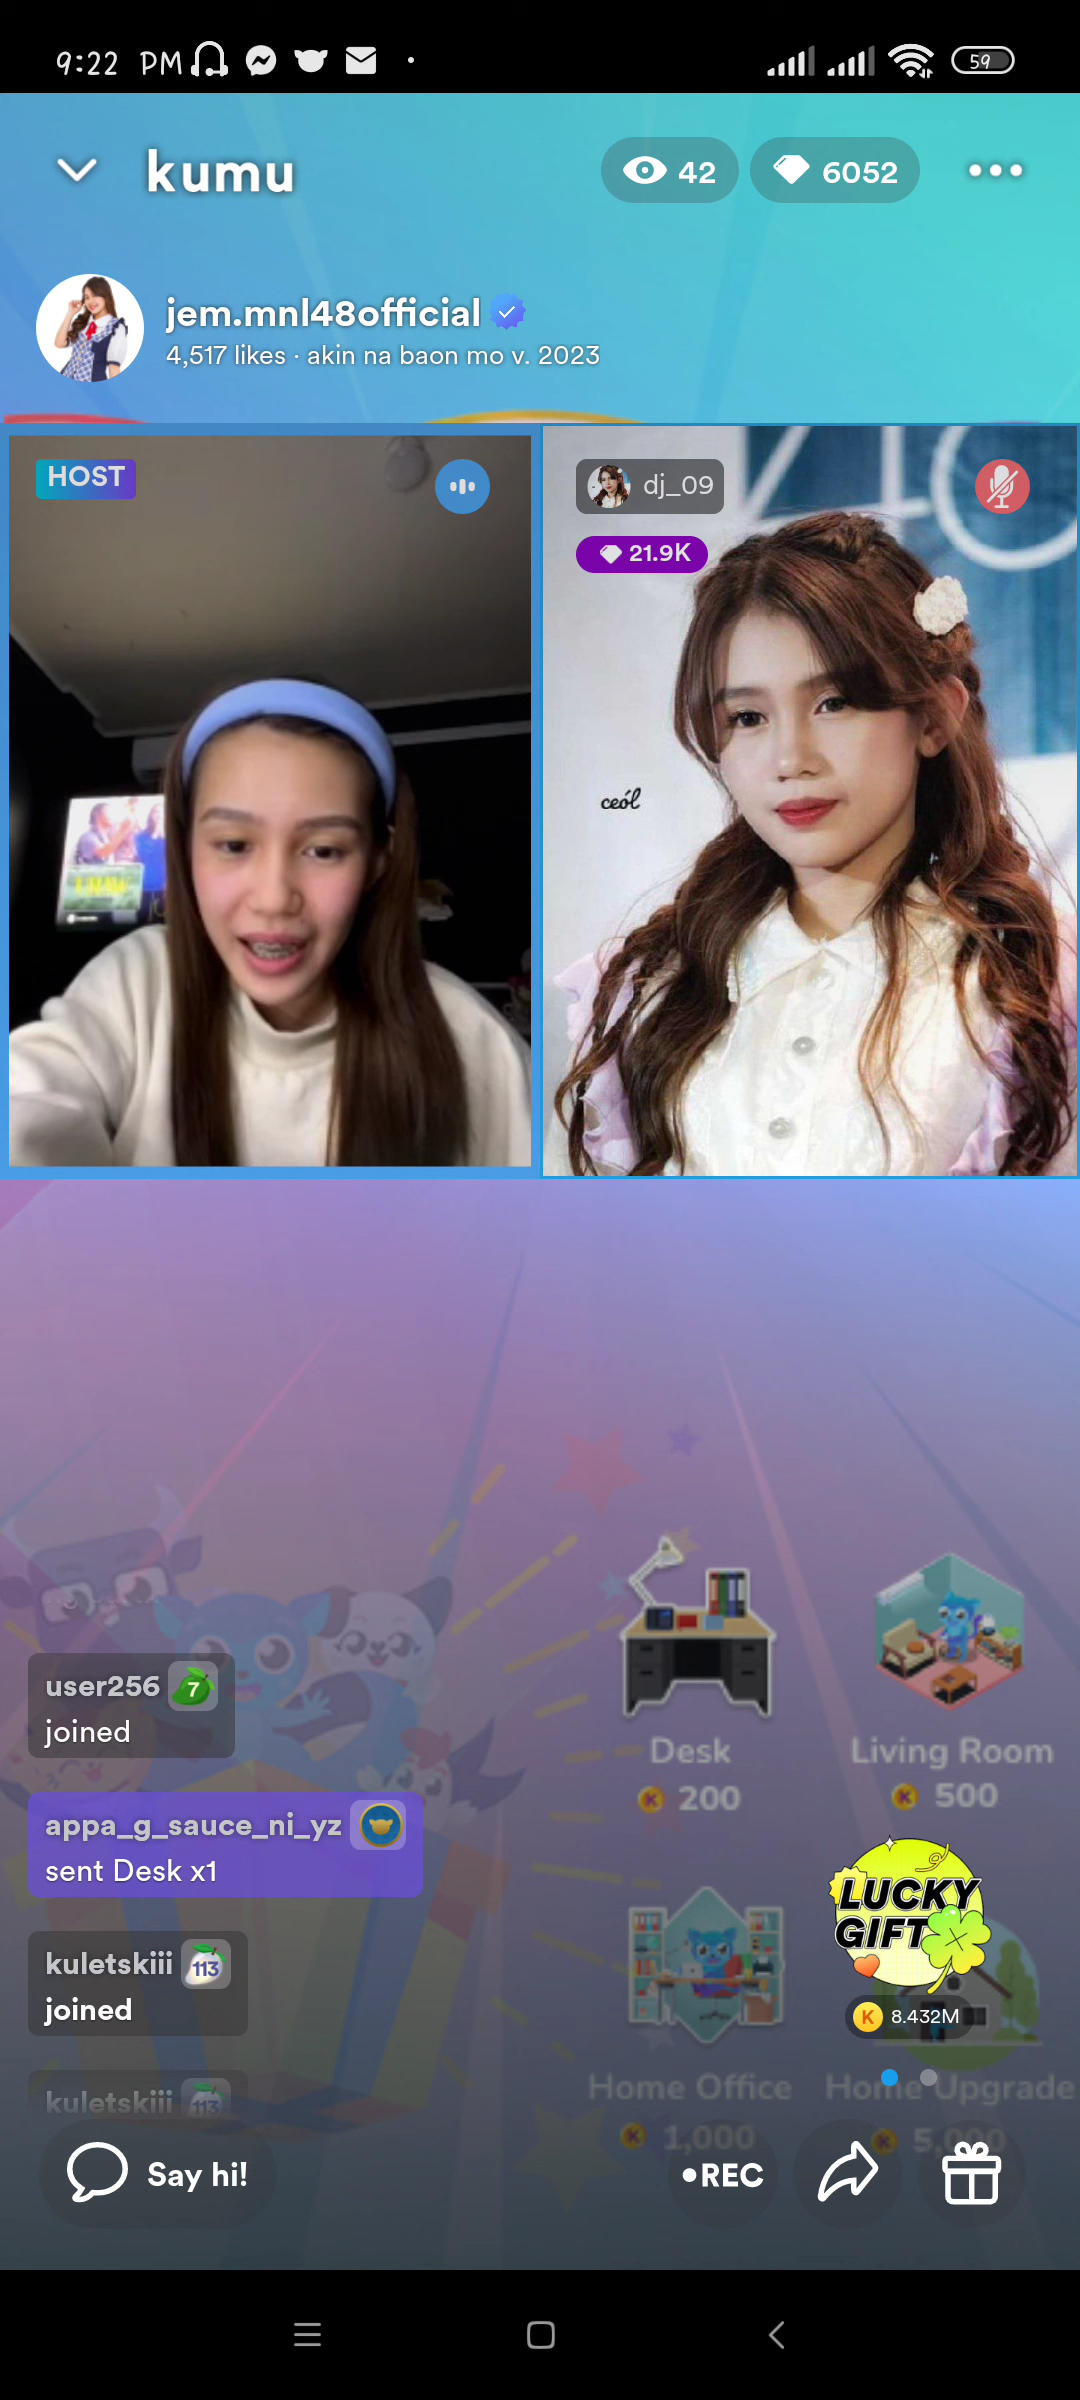 9:22 PM
59
kumu
42
6052
jem.mnl48official
4,517 likes · akin na baon mo v. 2023
HOST
dj_09
21.9K
ceól
user256 7
joined
appa_g_sauce_ni_yz
sent Desk x1
kuletskiii 113
joined
kuletskiii 113
Desk
200
Living Room
500
LUCKY
GIFT
K 8.432M
Home Office
1,000
Home Upgrade
5,000
Say hi!
•REC